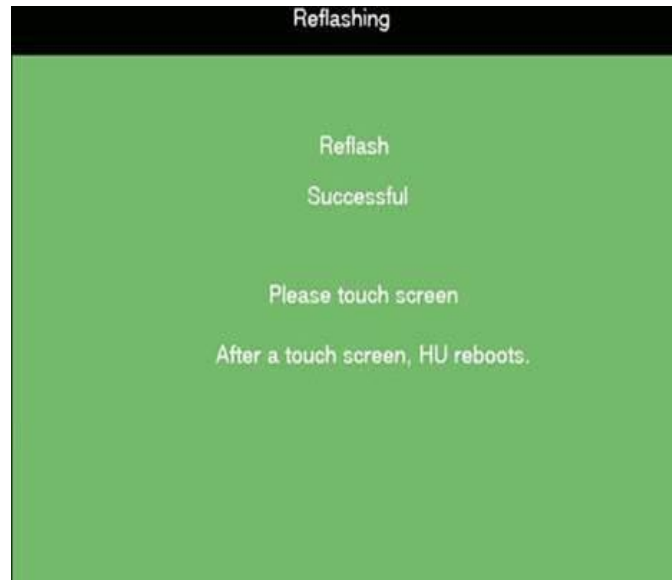 Reflashing
Reflash
Successful
Please touch screen
After a touch screen, HU reboots.